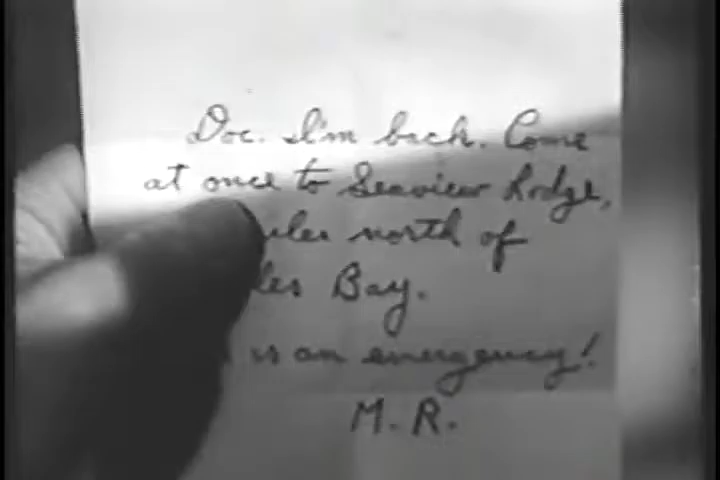 Doc. I'm back. Come
at once to Seaview Lodge,
north of
Bay.
is an emergency!
M. R.